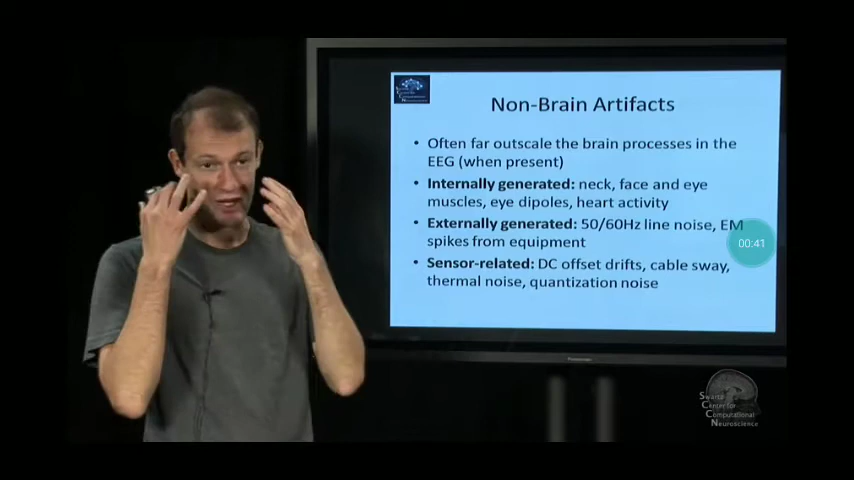 Non-Brain Artifacts
• Often far outscale the brain processes in the
EEG (when present)
• Internally generated: neck, face and eye
muscles, eye dipoles, heart activity
• Externally generated: 50/60Hz line noise, EM
spikes from equipment
00:41
• Sensor-related: DC offset drifts, cable sway,
thermal noise, quantization noise
Swartz
Center for
Computational
Neuroscience